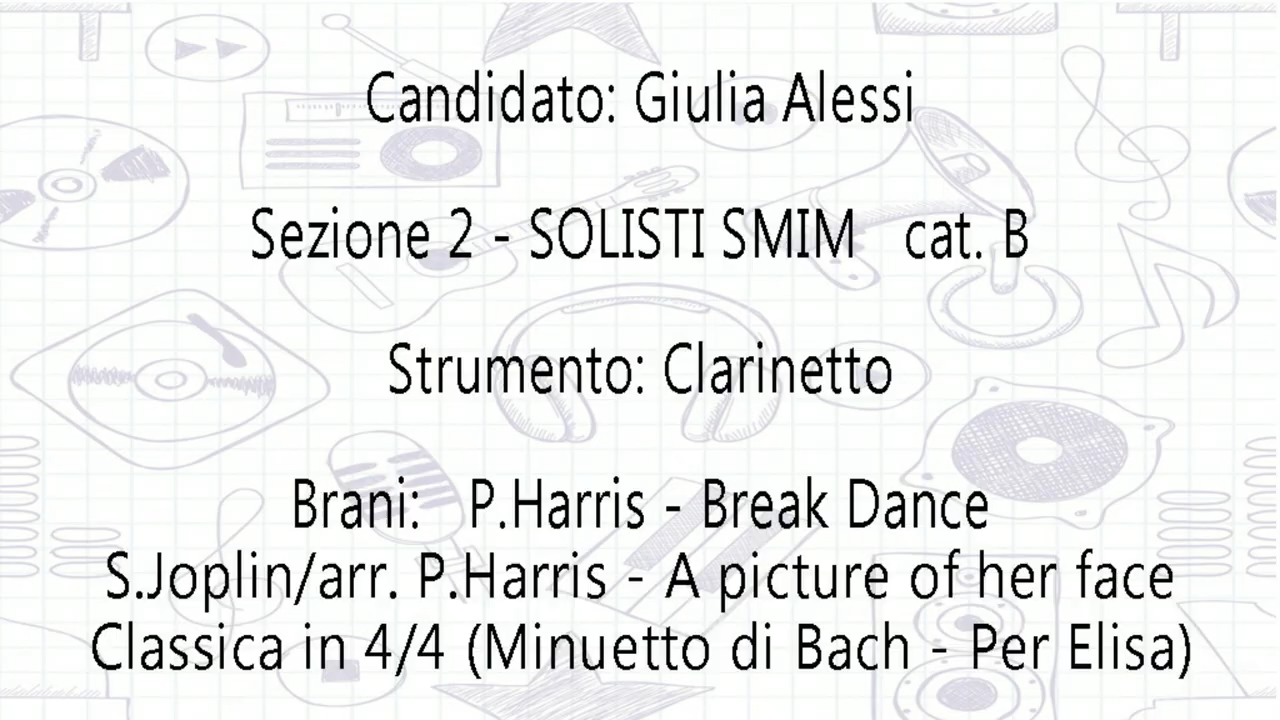 Candidato: Giulia Alessi
Sezione 2 - SOLISTI SMIM cat. B
Strumento: Clarinetto
Brani: P.Harris - Break Dance
S.Joplin/arr. P.Harris - A picture of her face
Classica in 4/4 (Minuetto di Bach - Per Elisa)